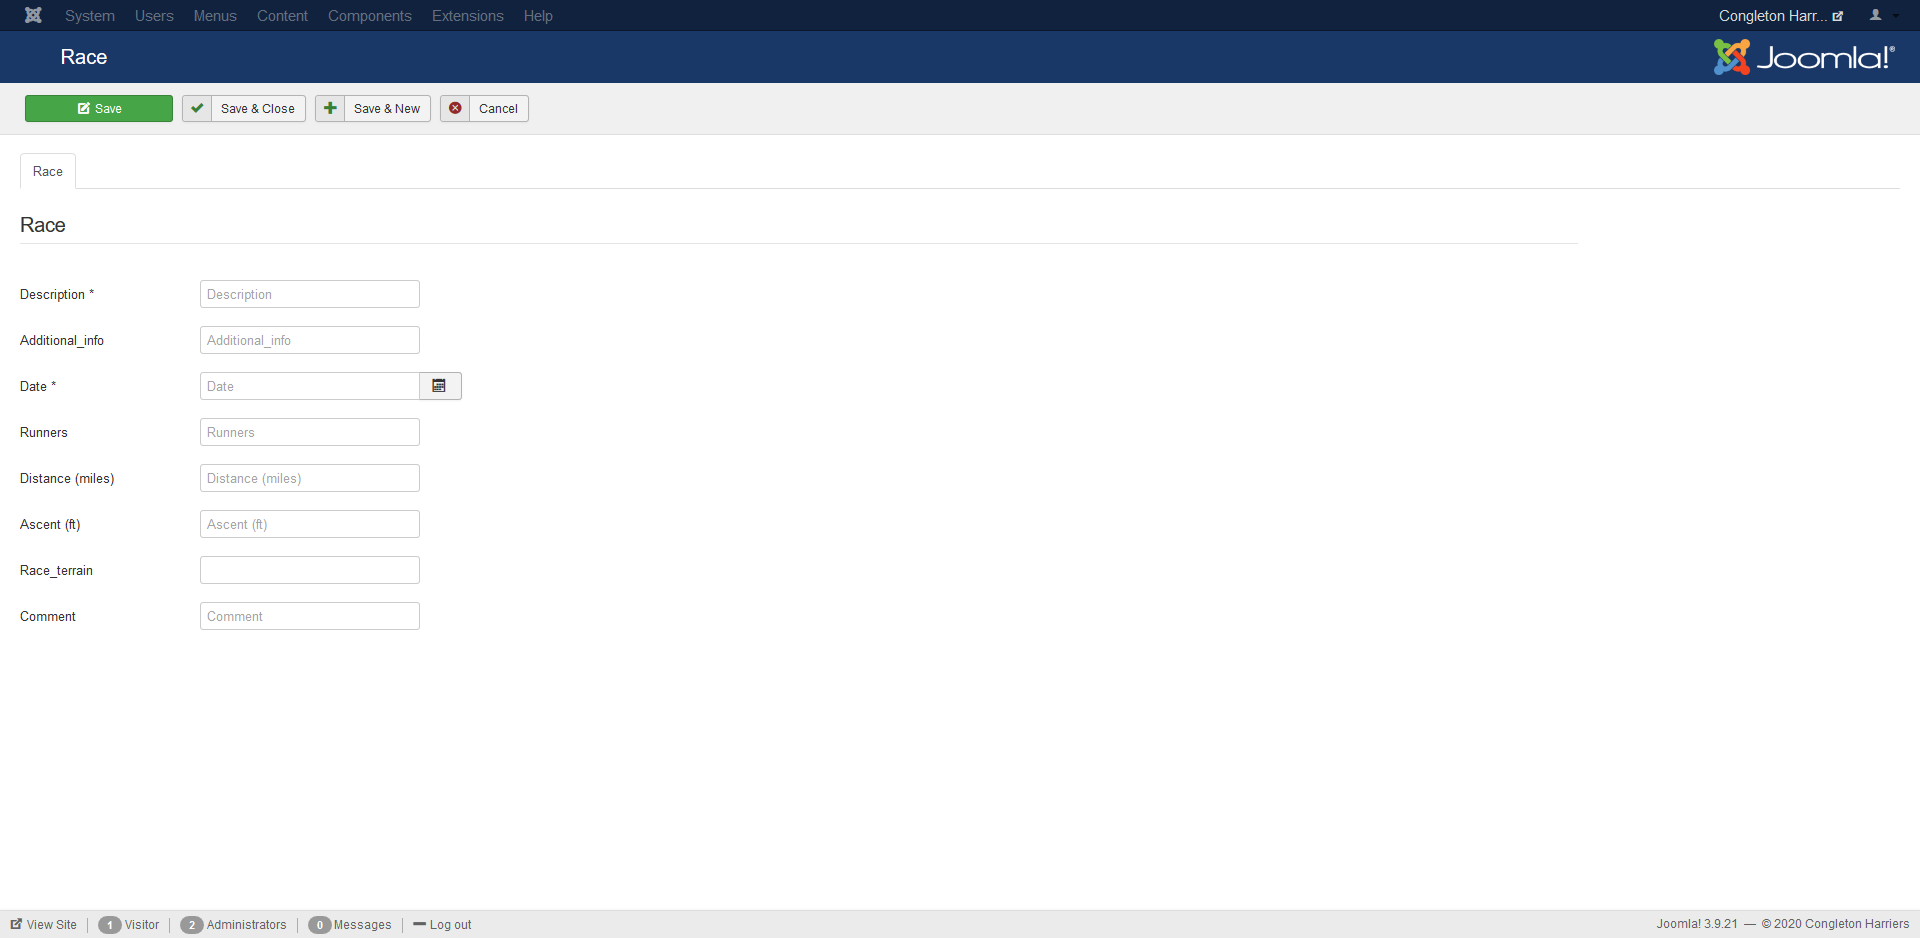 System Users Menus Content Components Extensions Help Congleton Harr...
Race Joomla!®
Save Save & Close Save & New Cancel
Race
Race
Description * Description
Additional_info Additional_info
Date * Date
Runners Runners
Distance (miles) Distance (miles)
Ascent (ft) Ascent (ft)
Race_terrain
Comment Comment
View Site 1 Visitor 2 Administrators 0 Messages Log out Joomla! 3.9.21 — © 2020 Congleton Harriers